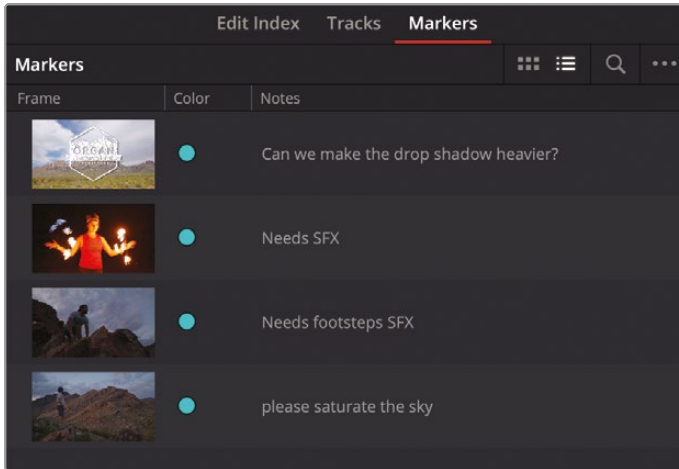 Edit Index Tracks Markers
Markers
Frame Color Notes
ORGAN
Can we make the drop shadow heavier?
Needs SFX
Needs footsteps SFX
please saturate the sky